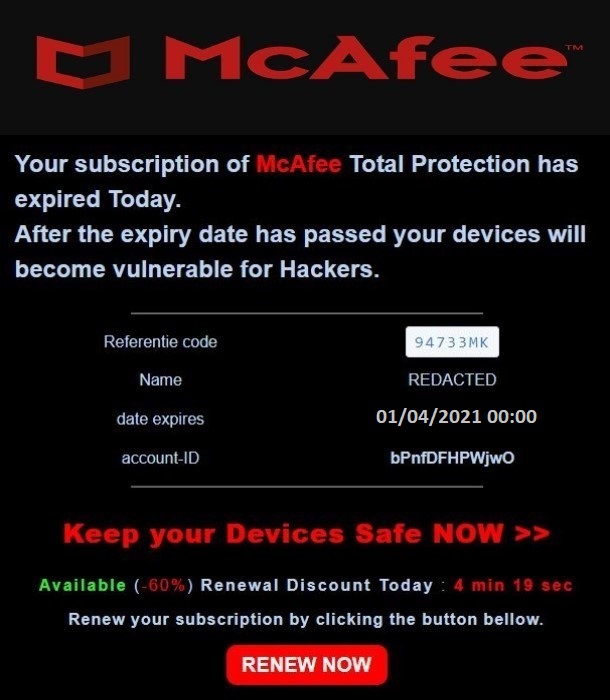 McAfee™
Your subscription of McAfee Total Protection has
expired Today.
After the expiry date has passed your devices will
become vulnerable for Hackers.
Referentie code 94733MK
Name REDACTED
date expires 01/04/2021 00:00
account-ID bPnfDFHPWjwO
Keep your Devices Safe NOW >>
Available (-60%) Renewal Discount Today : 4 min 19 sec
Renew your subscription by clicking the button bellow.
RENEW NOW